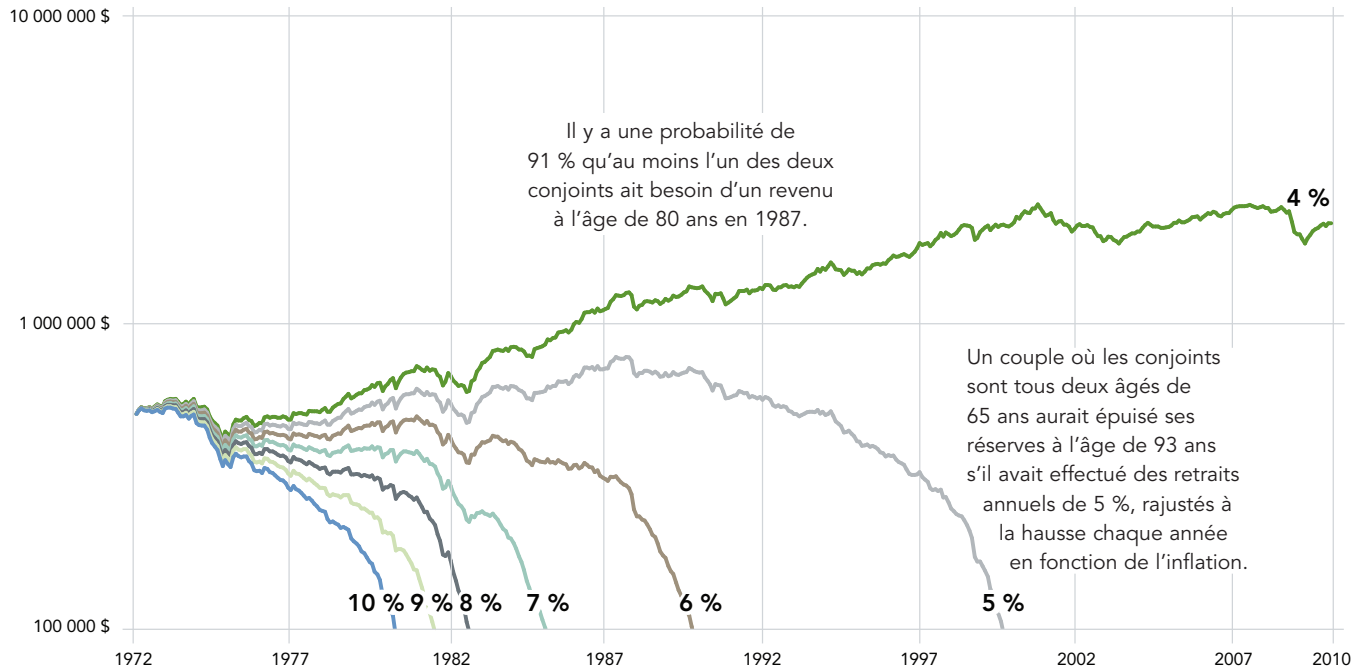 10 000 000 $
Il y a une probabilité de
91 % qu'au moins l'un des deux
conjoints ait besoin d'un revenu
à l'âge de 80 ans en 1987.
4 %
1 000 000 $
Un couple où les conjoints
sont tous deux âgés de
65 ans aurait épuisé ses
réserves à l'âge de 93 ans
s'il avait effectué des retraits
annuels de 5 %, rajustés à
la hausse chaque année
en fonction de l'inflation.
10 % 9 % 8 % 7 % 6 % 5 %
100 000 $
1972 1977 1982 1987 1992 1997 2002 2007 2010